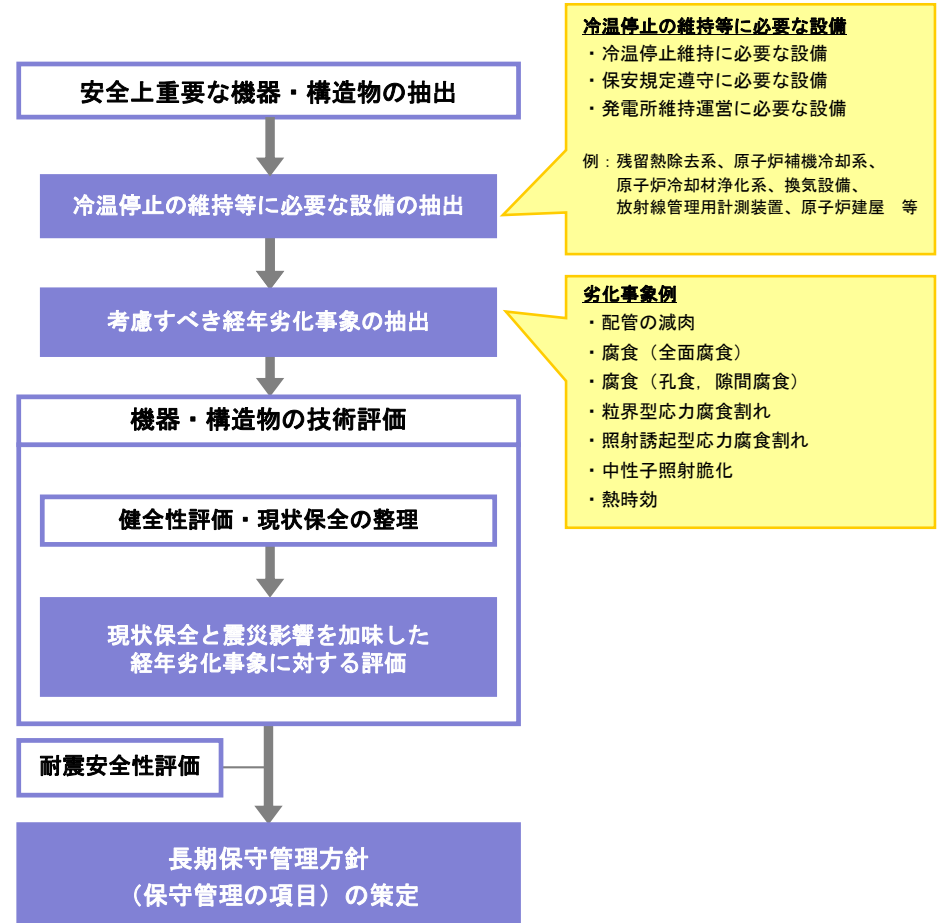 安全上重要な機器・構造物の抽出
冷温停止の維持等に必要な設備の抽出
考慮すべき経年劣化事象の抽出
機器・構造物の技術評価
健全性評価・現状保全の整理
現状保全と震災影響を加味した
経年劣化事象に対する評価
耐震安全性評価
長期保守管理方針
（保守管理の項目）の策定
冷温停止の維持等に必要な設備
・冷温停止維持に必要な設備
・保安規定遵守に必要な設備
・発電所維持運営に必要な設備
例：残留熱除去系、原子炉補機冷却系、
原子炉冷却材浄化系、換気設備、
放射線管理用計測装置、原子炉建屋　等
劣化事象例
・配管の減肉
・腐食（全面腐食）
・腐食（孔食，隙間腐食）
・粒界型応力腐食割れ
・照射誘起型応力腐食割れ
・中性子照射脆化
・熱時効